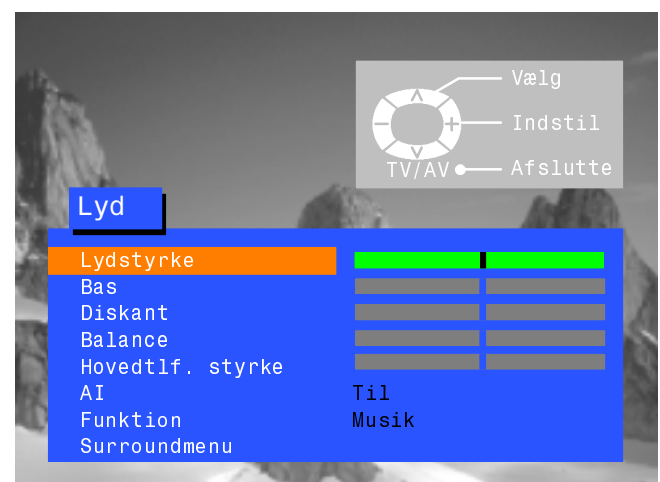 Vælg
Indstil
TV/AV Afslutte
Lyd
Lydstyrke
Bas
Diskant
Balance
Hovedtlf. styrke
AI Til
Funktion Musik
Surroundmenu